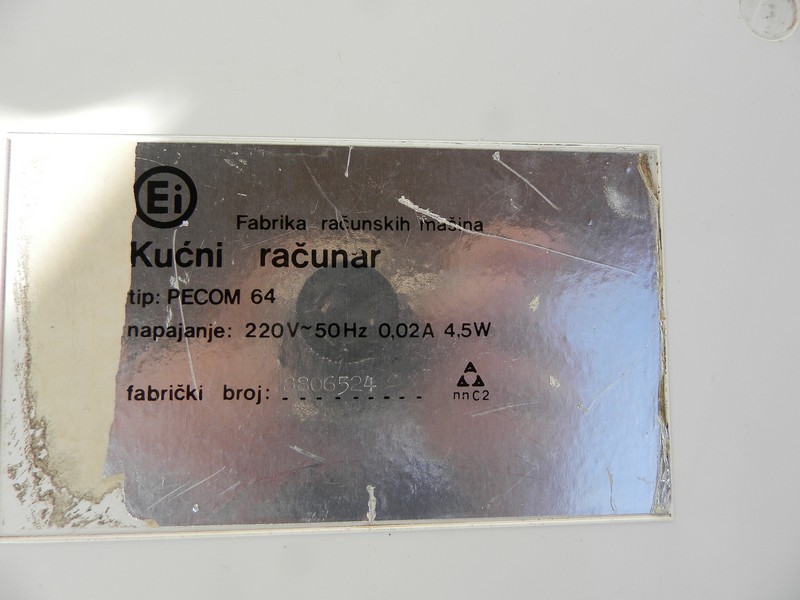 Ei
Fabrika računskih mašina
Kućni računar
tip: PECOM 64
napajanje: 220V~50Hz 0,02A 4,5W
fabrički broj: 8806524
nnC2